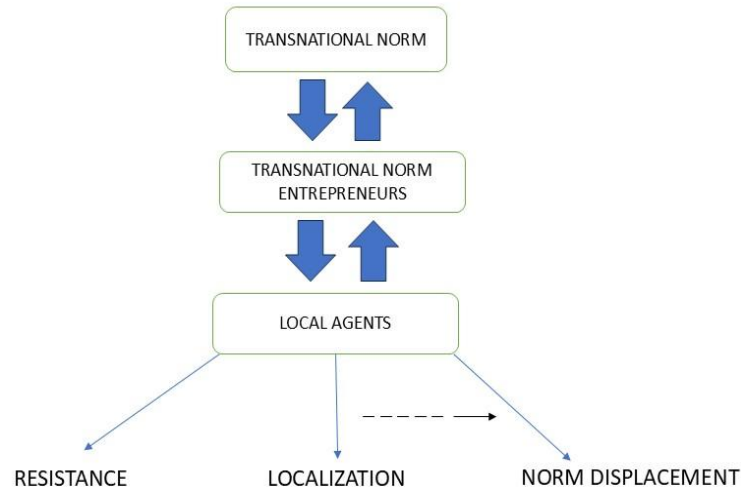 TRANSNATIONAL NORM
TRANSNATIONAL NORM
ENTREPRENEURS
LOCAL AGENTS
RESISTANCE
LOCALIZATION
NORM DISPLACEMENT